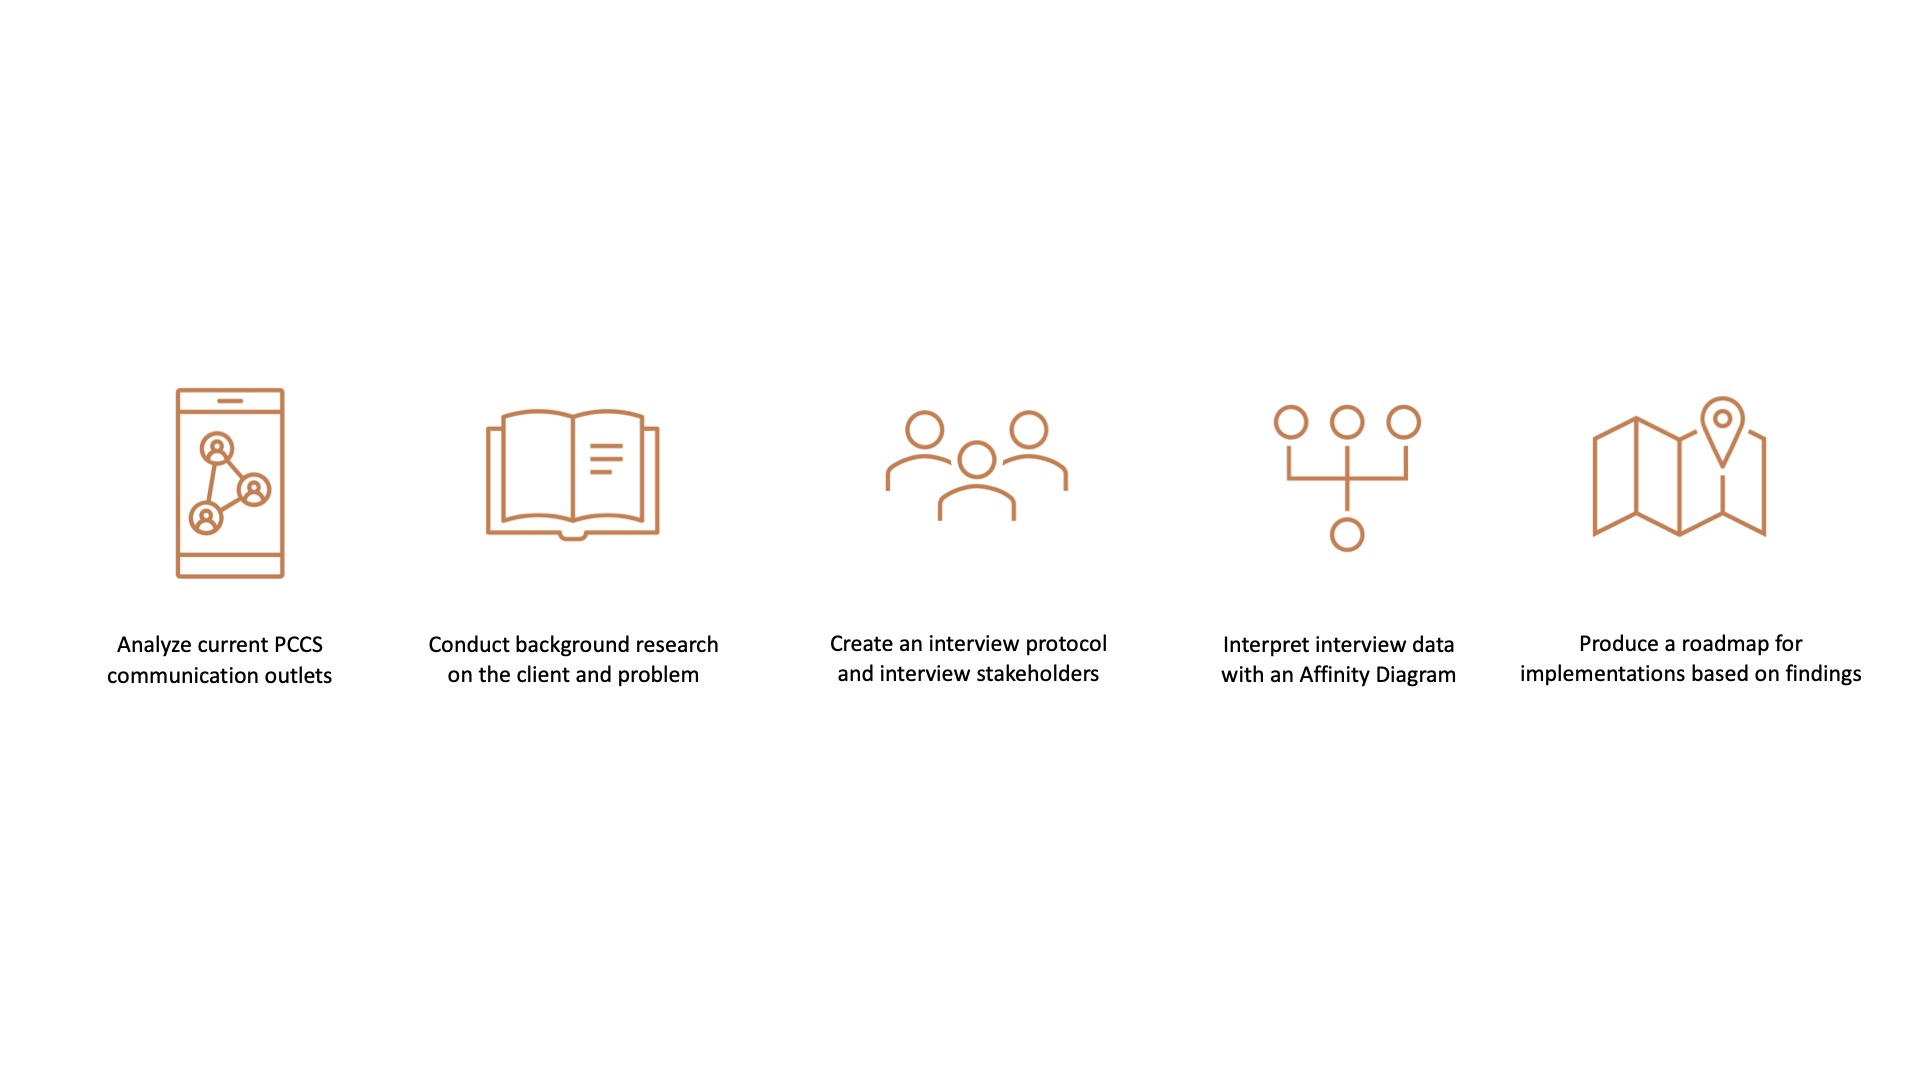 Analyze current PCCS
communication outlets
Conduct background research
on the client and problem
Create an interview protocol
and interview stakeholders
Interpret interview data
with an Affinity Diagram
Produce a roadmap for
implementations based on findings